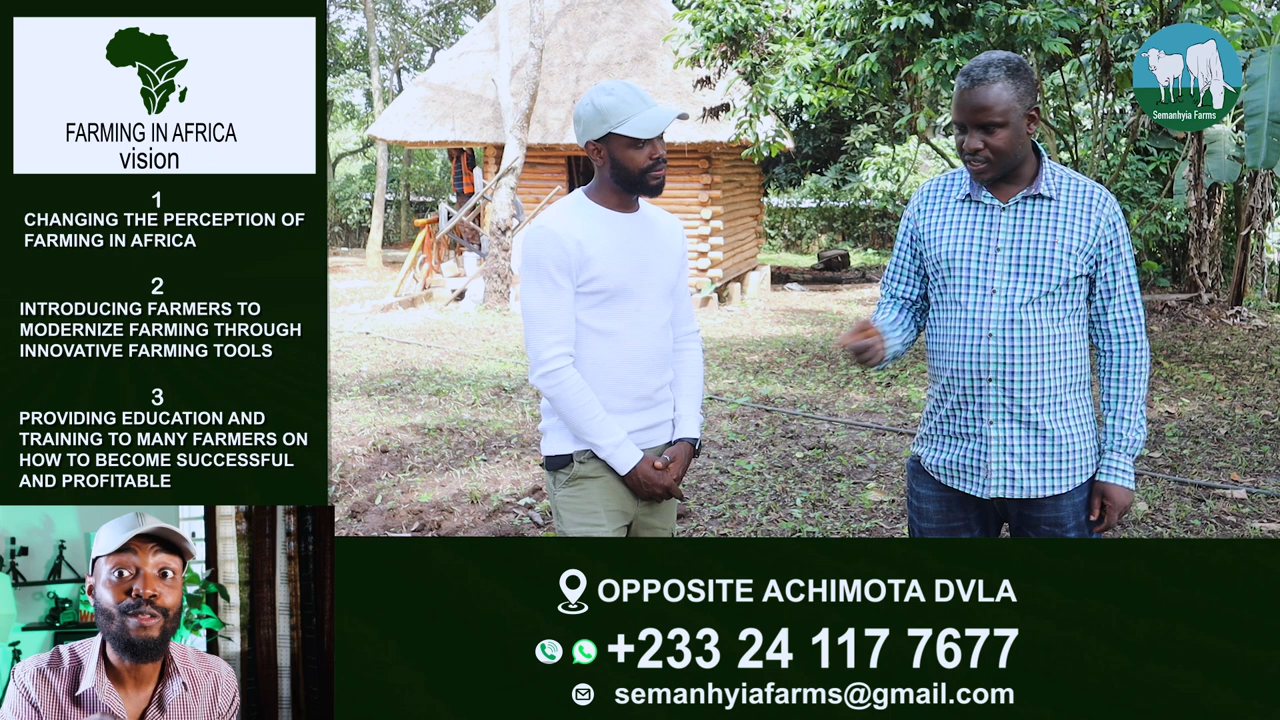 FARMING IN AFRICA
vision
1
CHANGING THE PERCEPTION OF
FARMING IN AFRICA
2
INTRODUCING FARMERS TO
MODERNIZE FARMING THROUGH
INNOVATIVE FARMING TOOLS
3
PROVIDING EDUCATION AND
TRAINING TO MANY FARMERS ON
HOW TO BECOME SUCCESSFUL
AND PROFITABLE
Semanhyia Farms
OPPOSITE ACHIMOTA DVLA
+233 24 117 7677
semanhyiafarms@gmail.com